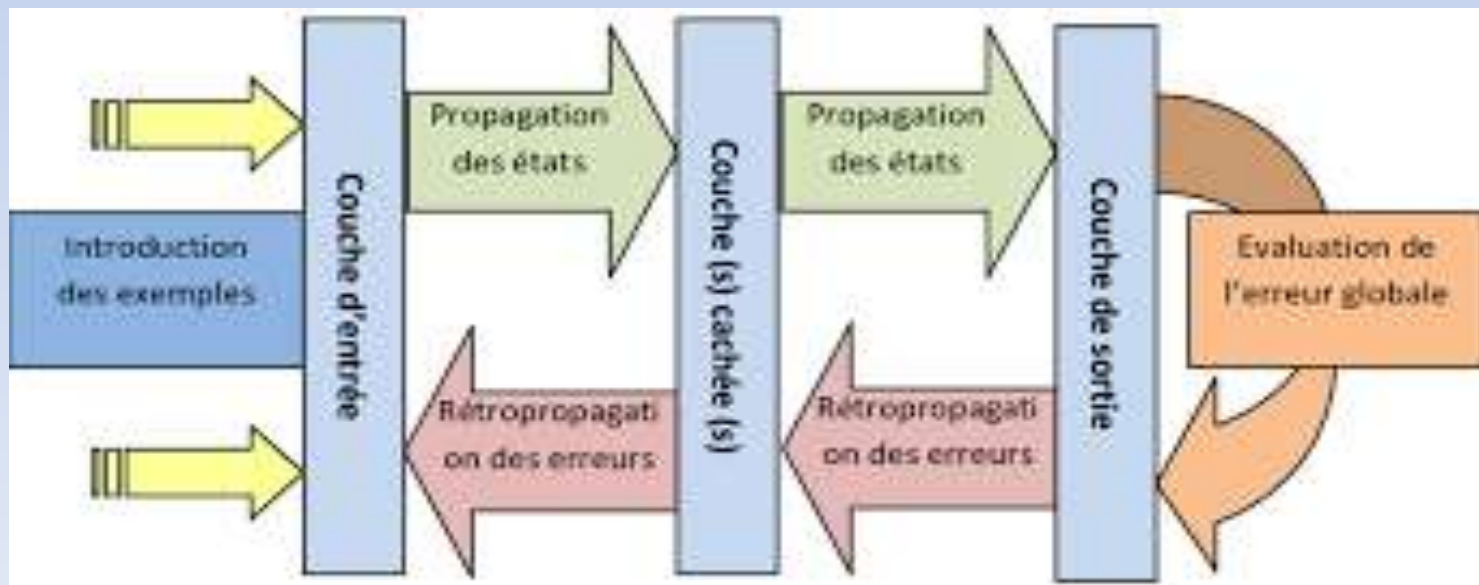 Introduction
des exemples
Couche d'entrée
Propagation
des états
Rétropropagati
on des erreurs
Couche (s) cachée (s)
Propagation
des états
Rétropropagati
on des erreurs
Couche de sortie
Evaluation de
l'erreur globale